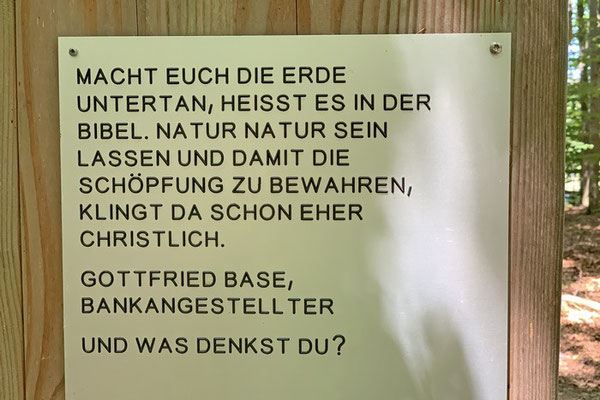 MACHT EUCH DIE ERDE
UNTERTAN, HEISST ES IN DER
BIBEL. NATUR NATUR SEIN
LASSEN UND DAMIT DIE
SCHÖPFUNG ZU BEWAHREN,
KLINGT DA SCHON EHER
CHRISTLICH.
GOTTFRIED BASE,
BANKANGESTELLTER
UND WAS DENKST DU?